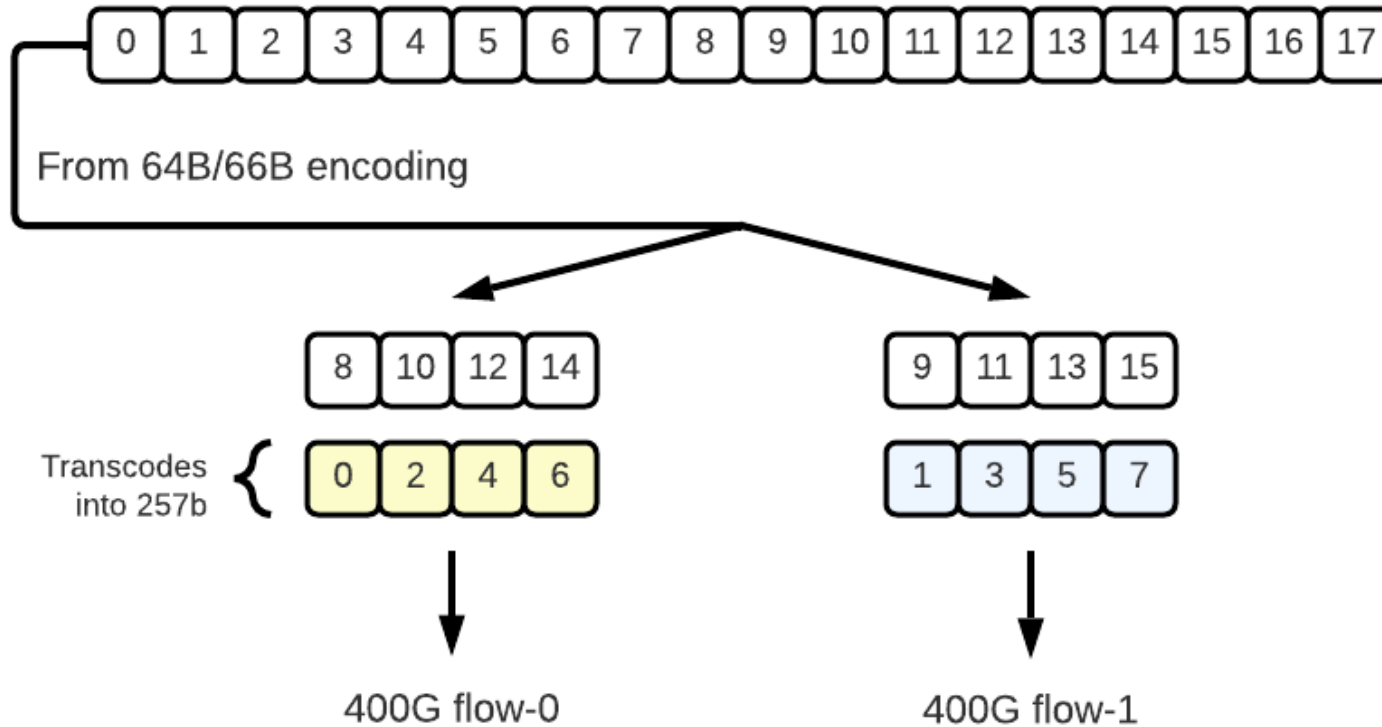 0 1 2 3 4 5 6 7 8 9 10 11 12 13 14 15 16 17
From 64B/66B encoding
8 10 12 14
9 11 13 15
Transcodes
into 257b
0 2 4 6
1 3 5 7
400G flow-0
400G flow-1